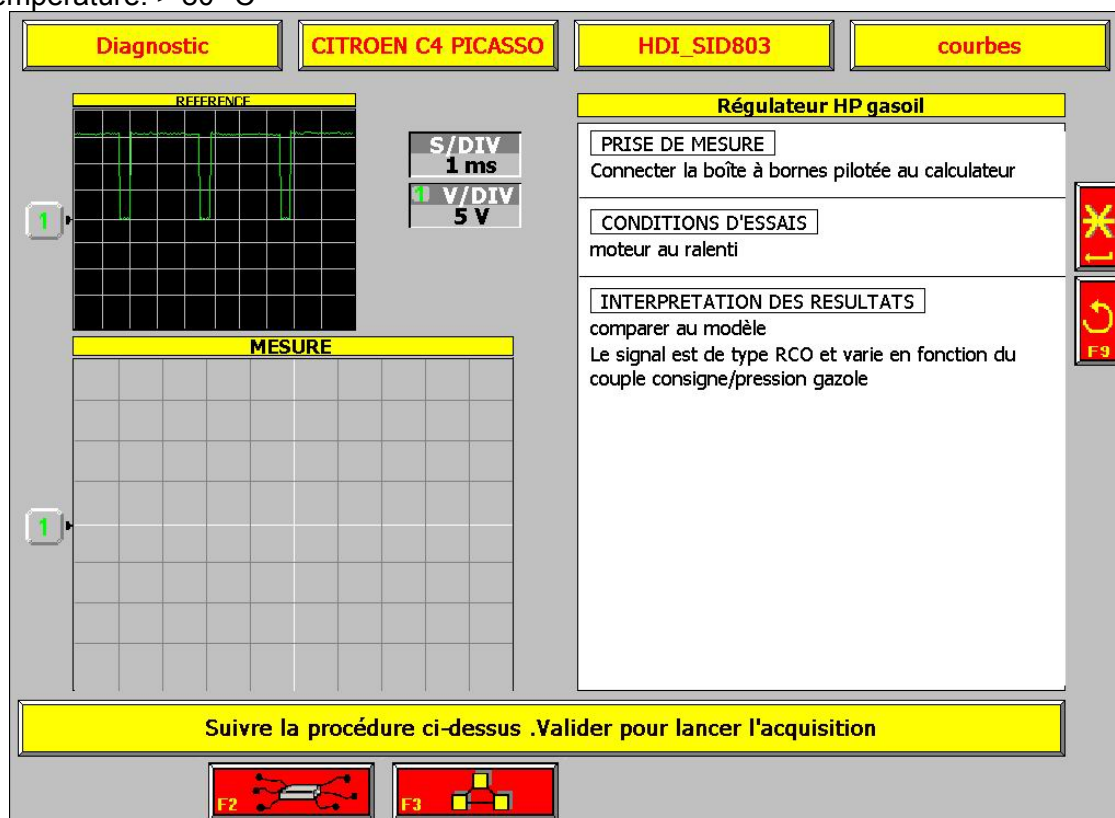 température: > 80 °C
Diagnostic
CITROEN C4 PICASSO
HDI_SID803
courbes
REFERENCE
S/DIV
1 ms
1 V/DIV
5 V
1
MESURE
1
Régulateur HP gasoil
PRISE DE MESURE
Connecter la boîte à bornes pilotée au calculateur
CONDITIONS D'ESSAIS
moteur au ralenti
INTERPRETATION DES RESULTATS
comparer au modèle
Le signal est de type RCO et varie en fonction du
couple consigne/pression gazole
F9
Suivre la procédure ci-dessus .Valider pour lancer l'acquisition
F2
F3